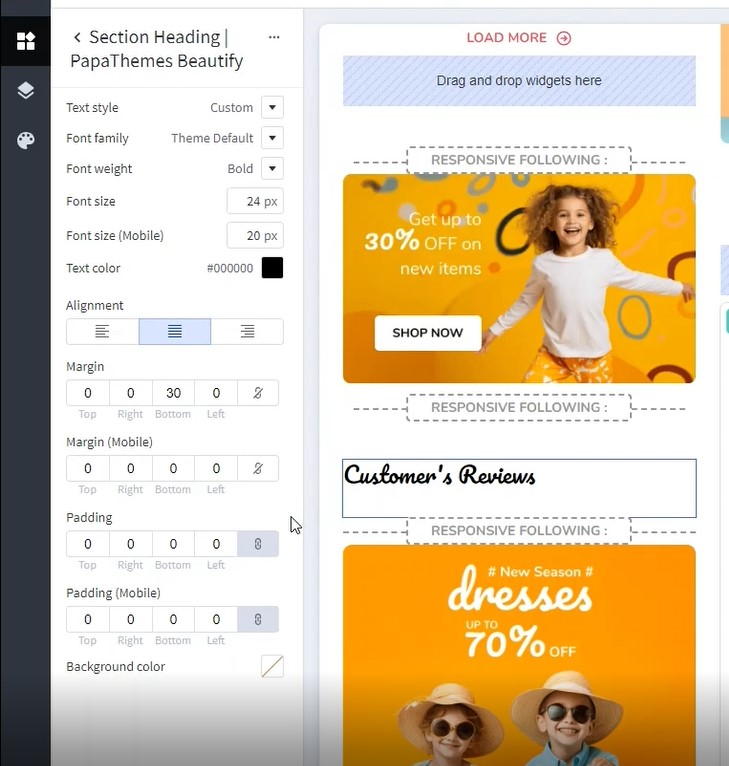 Section Heading |
PapaThemes Beautify
Text style Custom
Font family Theme Default
Font weight Bold
Font size 24 px
Font size (Mobile) 20 px
Text color #000000
Alignment
Margin
0 0 30 0
Top Right Bottom Left
Margin (Mobile)
0 0 0 0
Top Right Bottom Left
Padding
0 0 0 0
Top Right Bottom Left
Padding (Mobile)
0 0 0 0
Top Right Bottom Left
Background color
LOAD MORE
Drag and drop widgets here
RESPONSIVE FOLLOWING :
Get up to
30% OFF on
new items
SHOP NOW
RESPONSIVE FOLLOWING :
Customer's Reviews
RESPONSIVE FOLLOWING :
# New Season #
dresses
UP TO
70% OFF